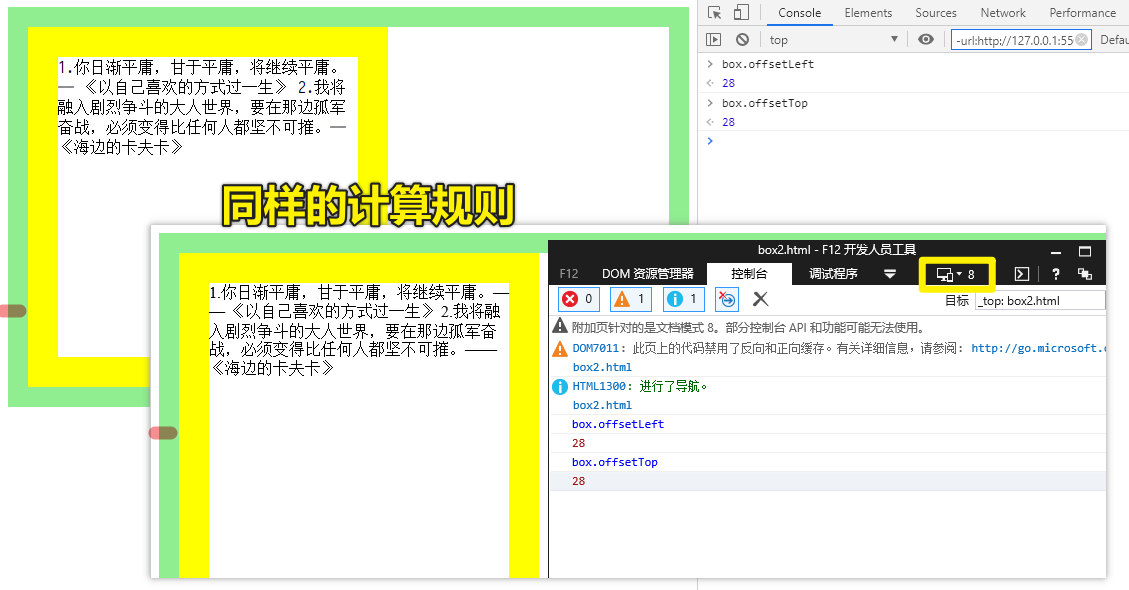 1.你日渐平庸，甘于平庸，将继续平庸。
— 《以自己喜欢的方式过一生》 2.我将
融入剧烈争斗的大人世界，要在那边孤军
奋战，必须变得比任何人都坚不可摧。—
《海边的卡夫卡》
Console Elements Sources Network Performance
top -url:http://127.0.0.1:55 Defau
box.offsetLeft
28
box.offsetTop
28
同样的计算规则
1.你日渐平庸，甘于平庸，将继续平庸。—
—《以自己喜欢的方式过一生》2.我将融
入剧烈争斗的大人世界，要在那边孤军奋
战，必须变得比任何人都坚不可摧。——
《海边的卡夫卡》
box2.html - F12 开发人员工具
F12 DOM 资源管理器 控制台 调试程序 8 ?
0 1 1 目标 _top: box2.html
附加页针对的是文档模式 8。部分控制台 API 和功能可能无法使用。
DOM7011: 此页上的代码禁用了反向和正向缓存。有关详细信息，请参阅: http://go.microsoft.c
box2.html
HTML1300: 进行了导航。
box2.html
box.offsetLeft
28
box.offsetTop
28